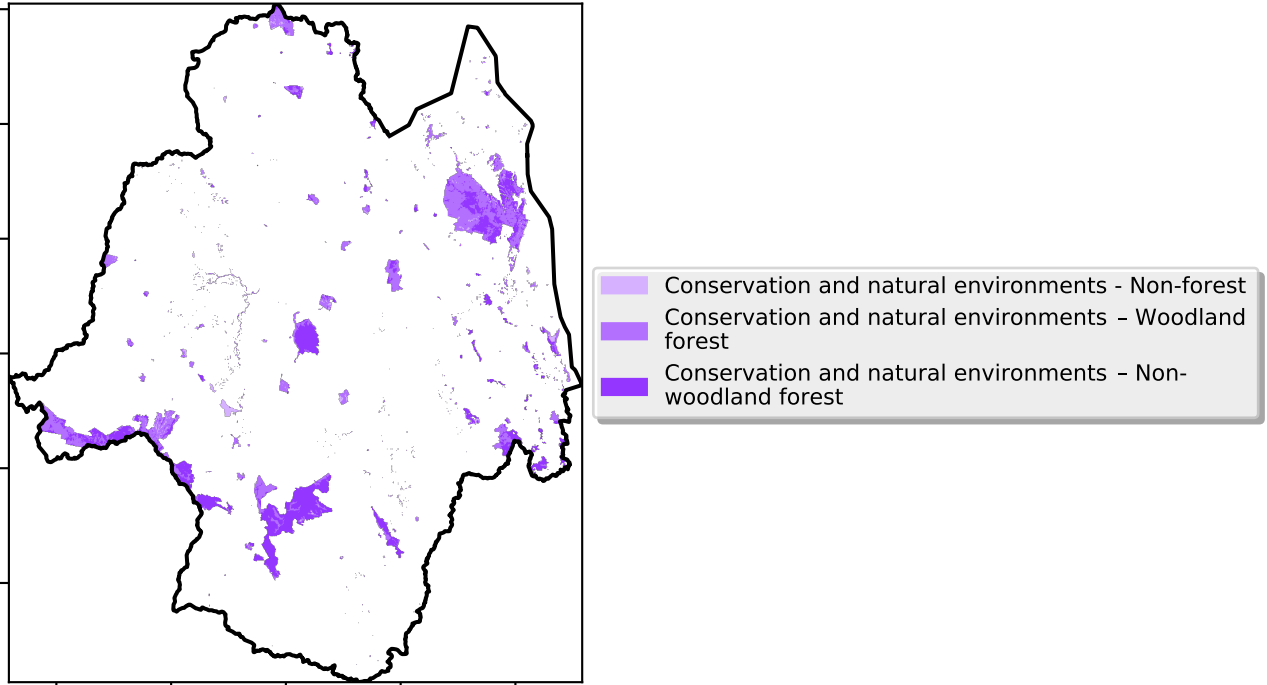 Conservation and natural environments - Non-forest
Conservation and natural environments – Woodland
forest
Conservation and natural environments – Non-
woodland forest